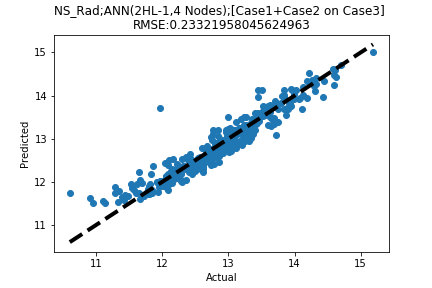 NS_Rad;ANN(2HL-1,4 Nodes);[Case1+Case2 on Case3]
RMSE:0.23321958045624963
15
14
13
12
11
Predicted
11
12
13
14
15
Actual